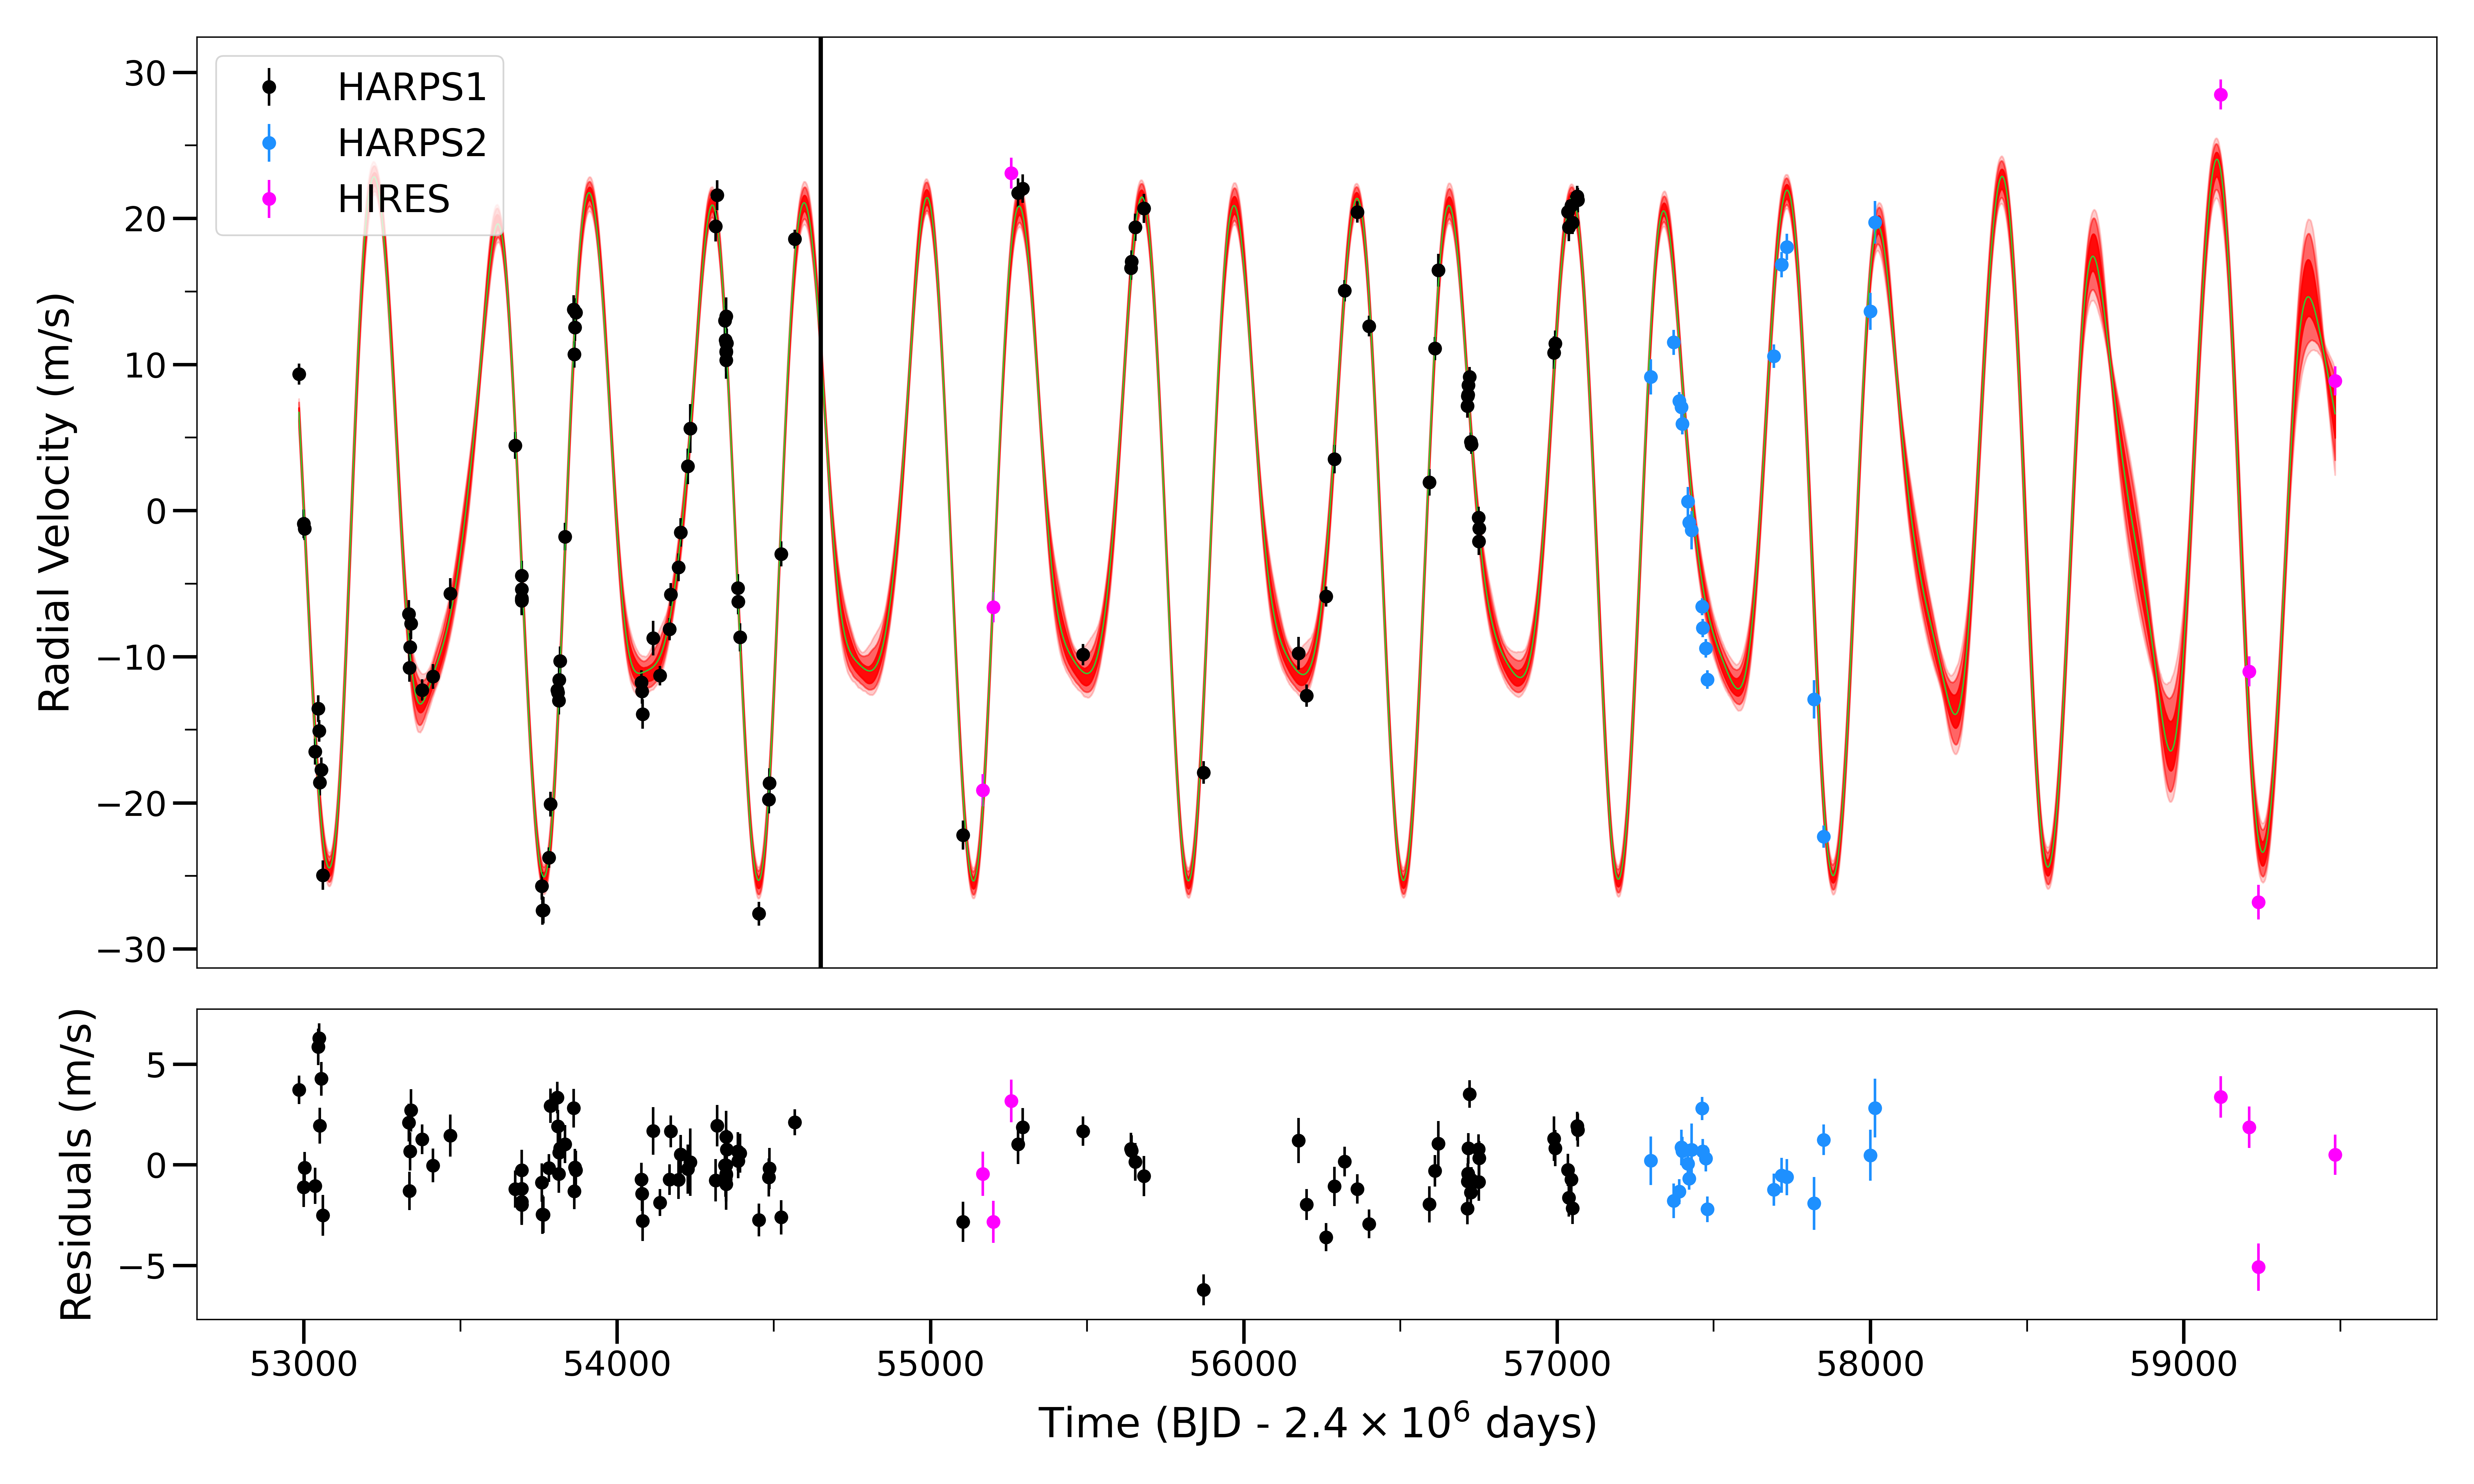 30
20
10
0
−10
−20
−30
Radial Velocity (m/s)
HARPS1
HARPS2
HIRES
5
0
−5
Residuals (m/s)
53000 54000 55000 56000 57000 58000 59000
Time (BJD - 2.4 × 10⁶ days)